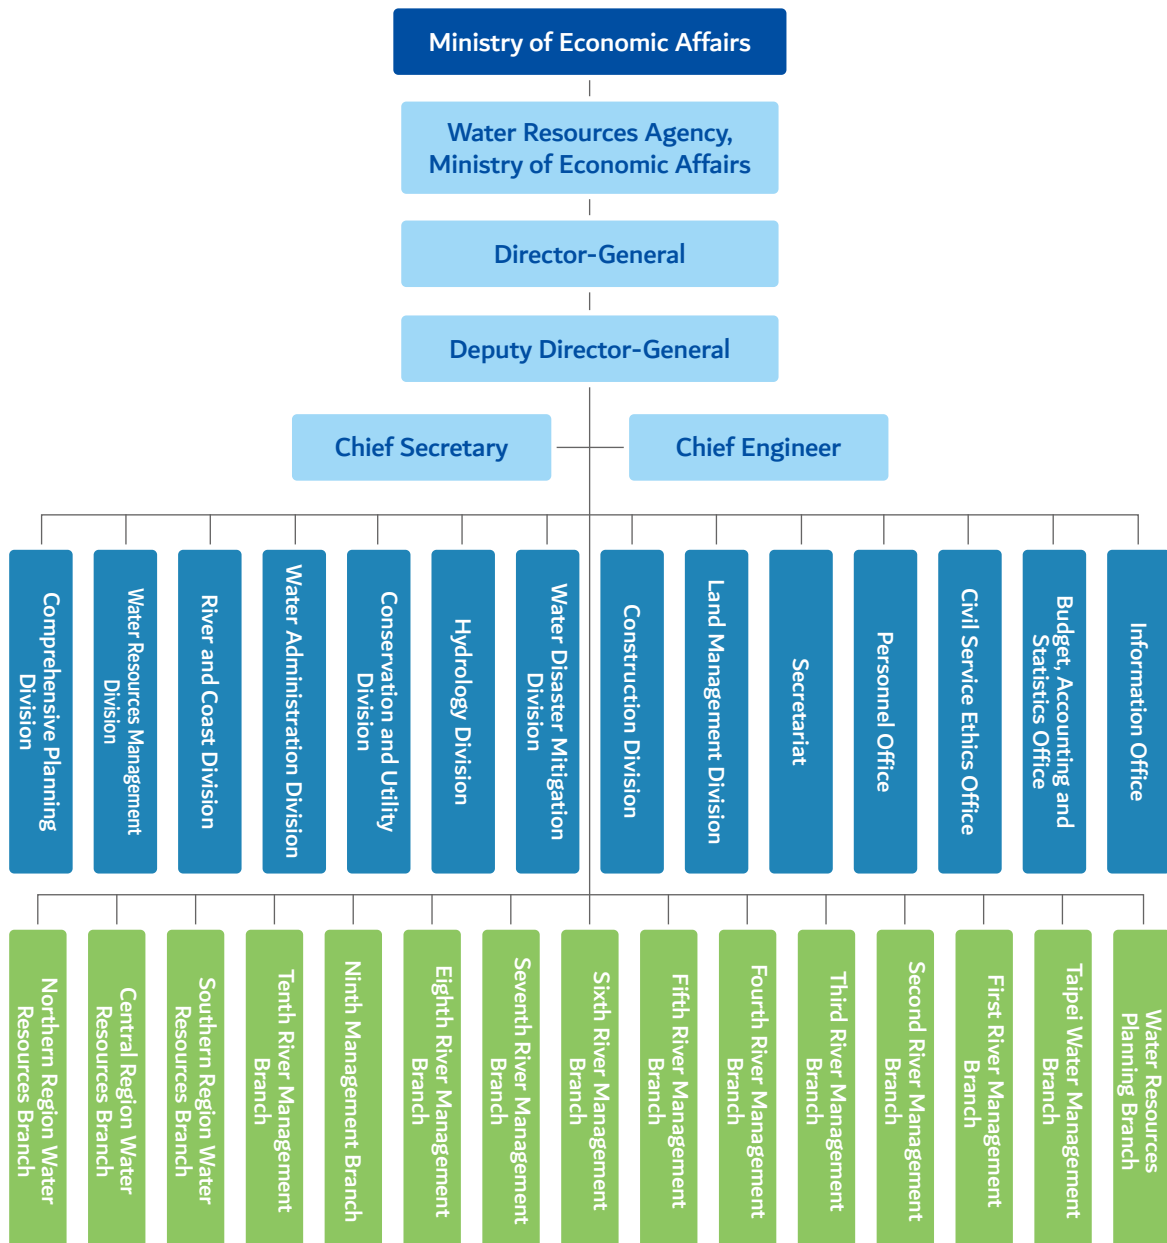 Ministry of Economic Affairs
Water Resources Agency,
Ministry of Economic Affairs
Director-General
Deputy Director-General
Chief Secretary
Chief Engineer
Comprehensive Planning
Division
Water Resources Management
Division
River and Coast Division
Water Administration Division
Conservation and Utility
Division
Hydrology Division
Water Disaster Mitigation
Division
Construction Division
Land Management Division
Secretariat
Personnel Office
Civil Service Ethics Office
Budget, Accounting and
Statistics Office
Information Office
Northern Region Water
Resources Branch
Central Region Water
Resources Branch
Southern Region Water
Resources Branch
Tenth River Management
Branch
Ninth Management Branch
Eighth River Management
Branch
Seventh River Management
Branch
Sixth River Management
Branch
Fifth River Management
Branch
Fourth River Management
Branch
Third River Management
Branch
Second River Management
Branch
First River Management
Branch
Taipei Water Management
Branch
Water Resources
Planning Branch